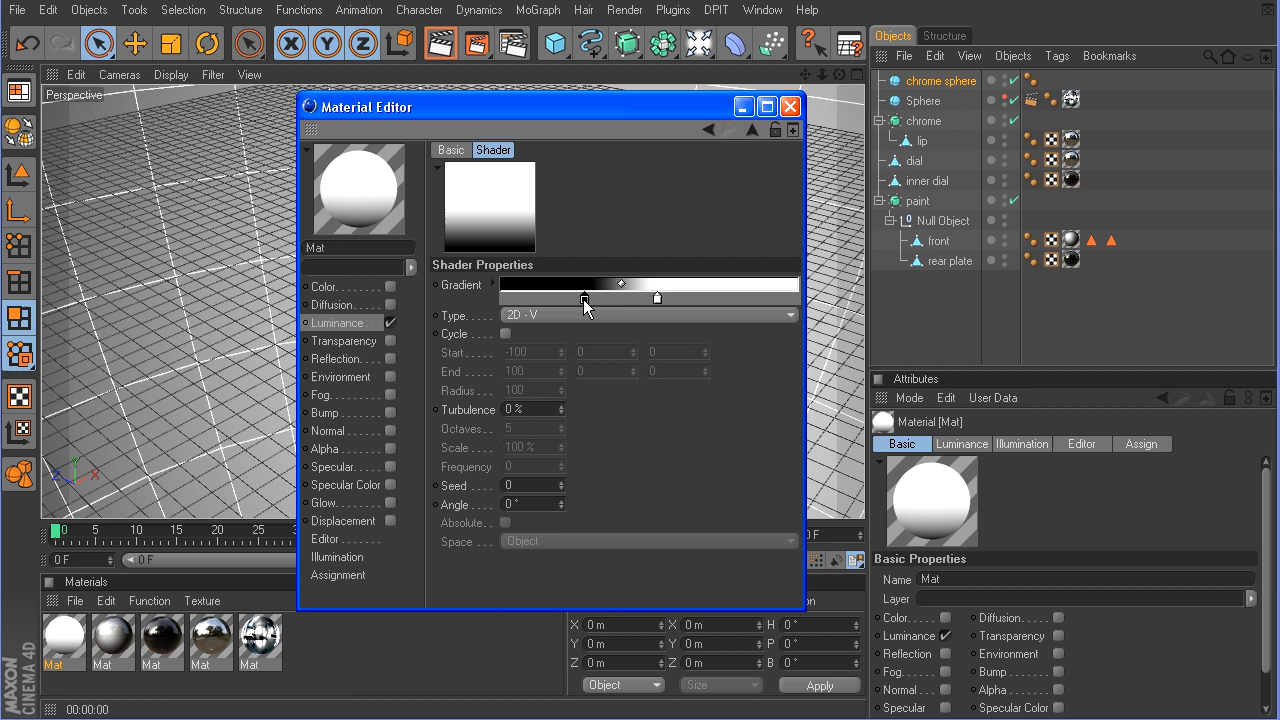 File Edit Objects Tools Selection Structure Functions Animation Character Dynamics MoGraph Hair Render Plugins DPIT Window Help
Objects Structure
File Edit View Objects Tags Bookmarks
Edit Cameras Display Filter View
Perspective
chrome sphere
Sphere
chrome
lip
dial
inner dial
paint
Null Object
front
rear plate
Material Editor
Basic Shader
Mat
Color
Diffusion
Luminance
Transparency
Reflection
Environment
Fog
Bump
Normal
Alpha
Specular
Specular Color
Glow
Displacement
Editor
Illumination
Assignment
Shader Properties
Gradient
Type 2D - V
Cycle
Start -100 0 0
End 100 0 0
Radius 100
Turbulence 0 %
Octaves 5
Scale 100 %
Frequency 0
Seed 0
Angle 0 °
Absolute
Space Object
Attributes
Mode Edit User Data
Material [Mat]
Basic Luminance Illumination Editor Assign
Basic Properties
Name Mat
Layer
Color Diffusion
Luminance Transparency
Reflection Environment
Fog Bump
Normal Alpha
Specular Specular Color
0 5 10 15 20 25
0 F 0 F
Materials
File Edit Function Texture
Mat Mat Mat Mat Mat
X 0 m X 0 m H 0 °
Y 0 m Y 0 m P 0 °
Z 0 m Z 0 m B 0 °
Object Size Apply
00:00:00
MAXON
CINEMA 4D